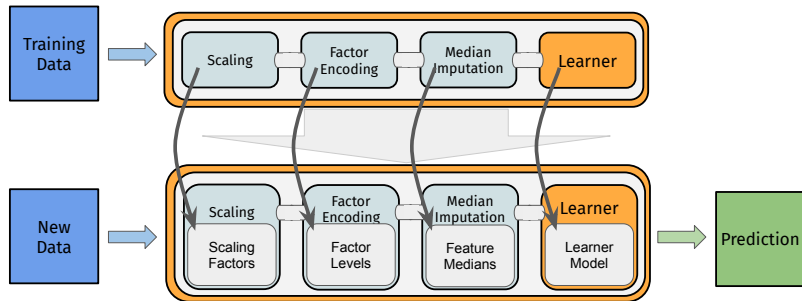 Training
Data
Scaling
Factor
Encoding
Median
Imputation
Learner
New
Data
Scaling
Scaling
Factors
Factor
Encoding
Factor
Levels
Median
Imputation
Feature
Medians
Learner
Learner
Model
Prediction